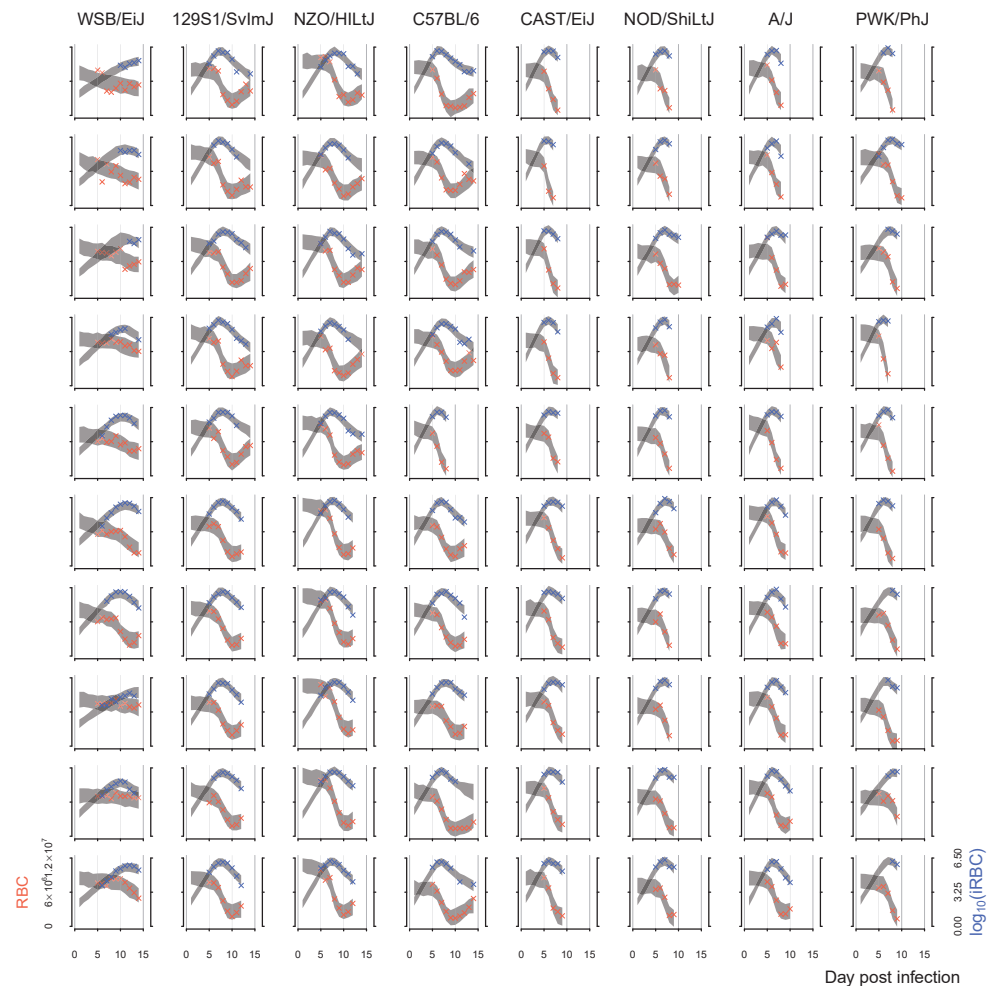 WSB/EiJ 129S1/SvImJ NZO/HILtJ C57BL/6 CAST/EiJ NOD/ShiLtJ A/J PWK/PhJ
RBC
0 6×10⁶ 1.2×10⁷
0.00 3.25 6.50
log₁₀(iRBC)
0 5 10 15 0 5 10 15 0 5 10 15 0 5 10 15 0 5 10 15 0 5 10 15 0 5 10 15 0 5 10 15
Day post infection